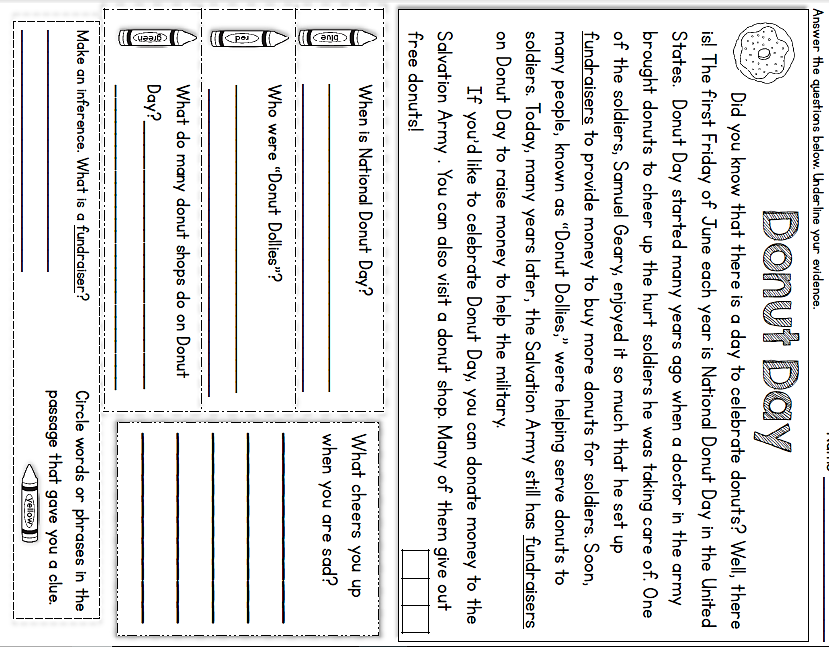 Answer the questions below. Underline your evidence.
Donut Day
Did you know that there is a day to celebrate donuts? Well, there
is! The first Friday of June each year is National Donut Day in the United
States. Donut Day started many years ago when a doctor in the army
brought donuts to cheer up the hurt soldiers he was taking care of. One
of the soldiers, Samuel Geary, enjoyed it so much that he set up
fundraisers to provide money to buy more donuts for soldiers. Soon,
many people, known as “Donut Dollies,” were helping serve donuts to
soldiers. Today, many years later, the Salvation Army still has fundraisers
on Donut Day to raise money to help the military.
If you'd like to celebrate Donut Day, you can donate money to the
Salvation Army . You can also visit a donut shop. Many of them give out
free donuts!
blue
When is National Donut Day?
red
Who were “Donut Dollies”?
green
What do many donut shops do on Donut
Day?
What cheers you up
when you are sad?
Make an inference. What is a fundraiser?
Circle words or phrases in the
passage that gave you a clue.
yellow